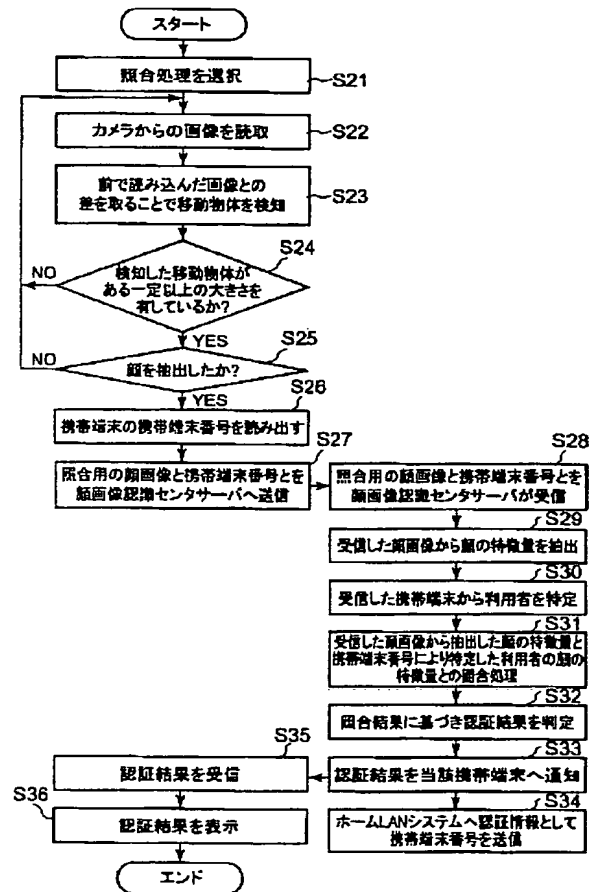 スタート
照合処理を選択
S21
カメラからの画像を読取
S22
前で読み込んだ画像との
差を取ることで移動物体を検知
S23
S24
検知した移動物体が
ある一定以上の大きさを
有しているか?
NO
YES
S25
顔を抽出したか?
NO
YES
S26
携帯端末の携帯端末番号を読み出す
S27
照合用の顔画像と携帯端末番号とを
顔画像認識センタサーバへ送信
S28
照合用の顔画像と携帯端末番号とを
顔画像認識センタサーバが受信
S29
受信した顔画像から顔の特徴量を抽出
S30
受信した携帯端末から利用者を特定
S31
受信した顔画像から抽出した顔の特徴量と
携帯端末番号により特定した利用者の顔の
特徴量との照合処理
S32
照合結果に基づき認証結果を判定
S33
認証結果を当該携帯端末へ通知
S34
ホームLANシステムへ認証情報として
携帯端末番号を送信
S35
認証結果を受信
S36
認証結果を表示
エンド